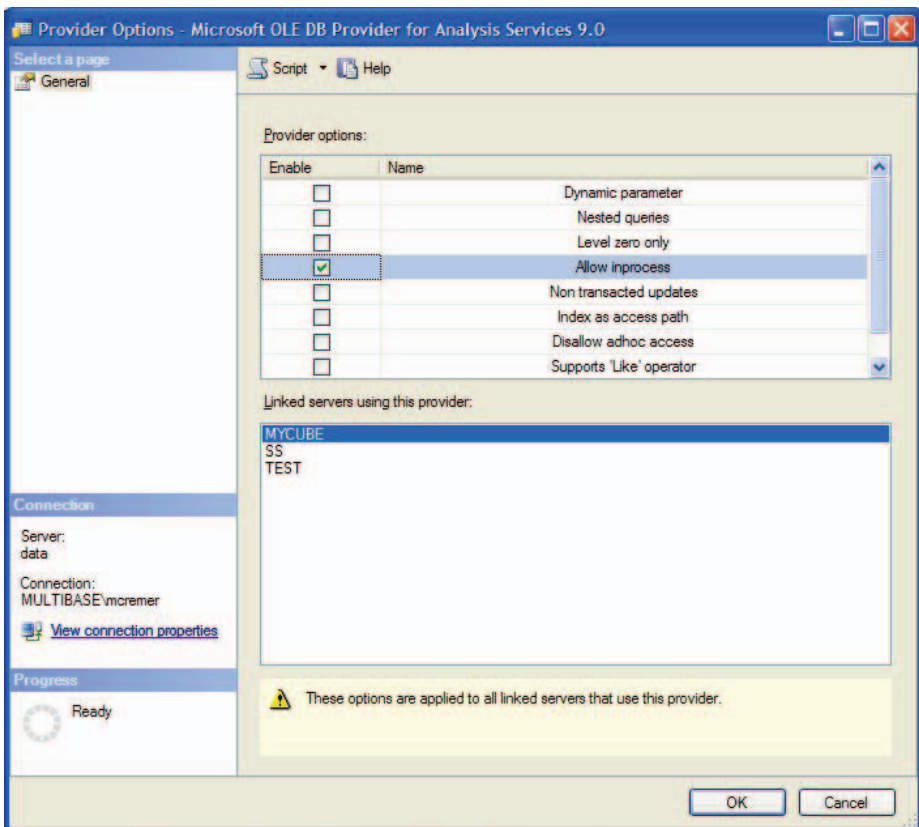 Provider Options - Microsoft OLE DB Provider for Analysis Services 9.0
Select a page
General
Script Help
Provider options:
Enable Name
Dynamic parameter
Nested queries
Level zero only
Allow inprocess
Non transacted updates
Index as access path
Disallow adhoc access
Supports 'Like' operator
Linked servers using this provider:
MYCUBE
SS
TEST
Connection
Server:
data
Connection:
MULTIBASE\mcremer
View connection properties
Progress
Ready
These options are applied to all linked servers that use this provider.
OK Cancel